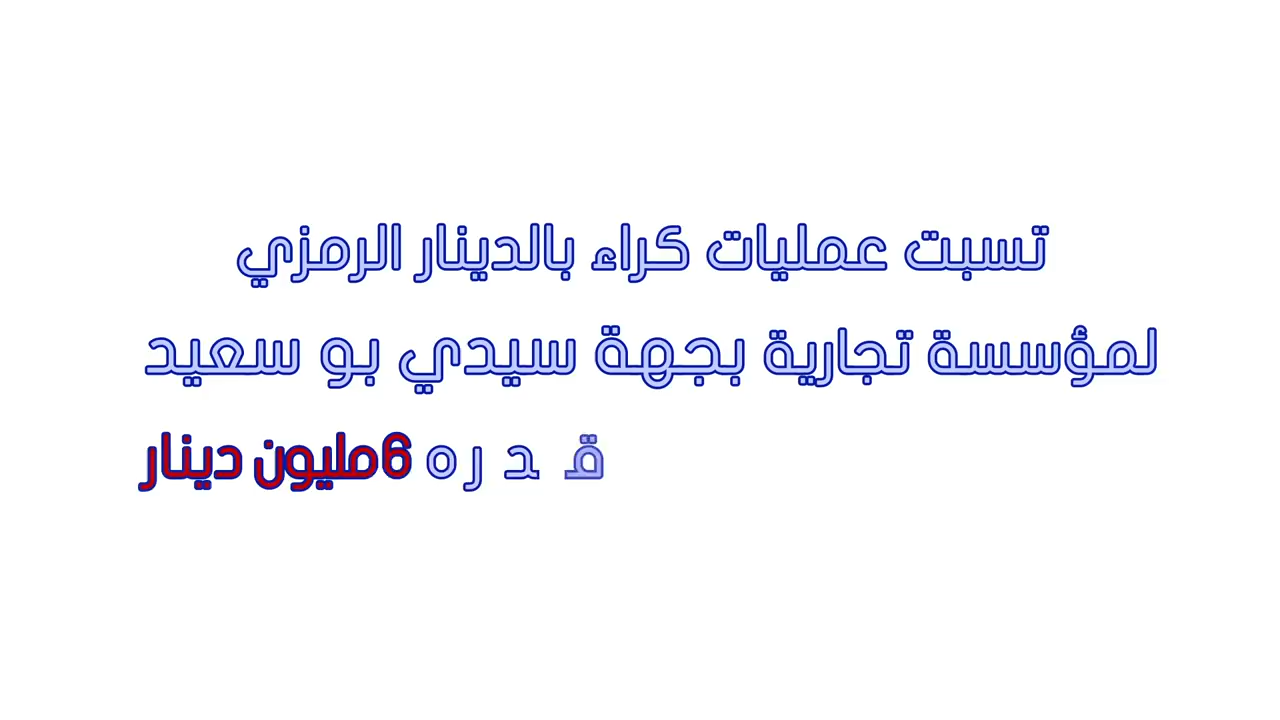 تسبت عمليات كراء بالدينار الرمزي
لمؤسسة تجارية بجهة سيدي بو سعيد
قدره 6مليون دينار